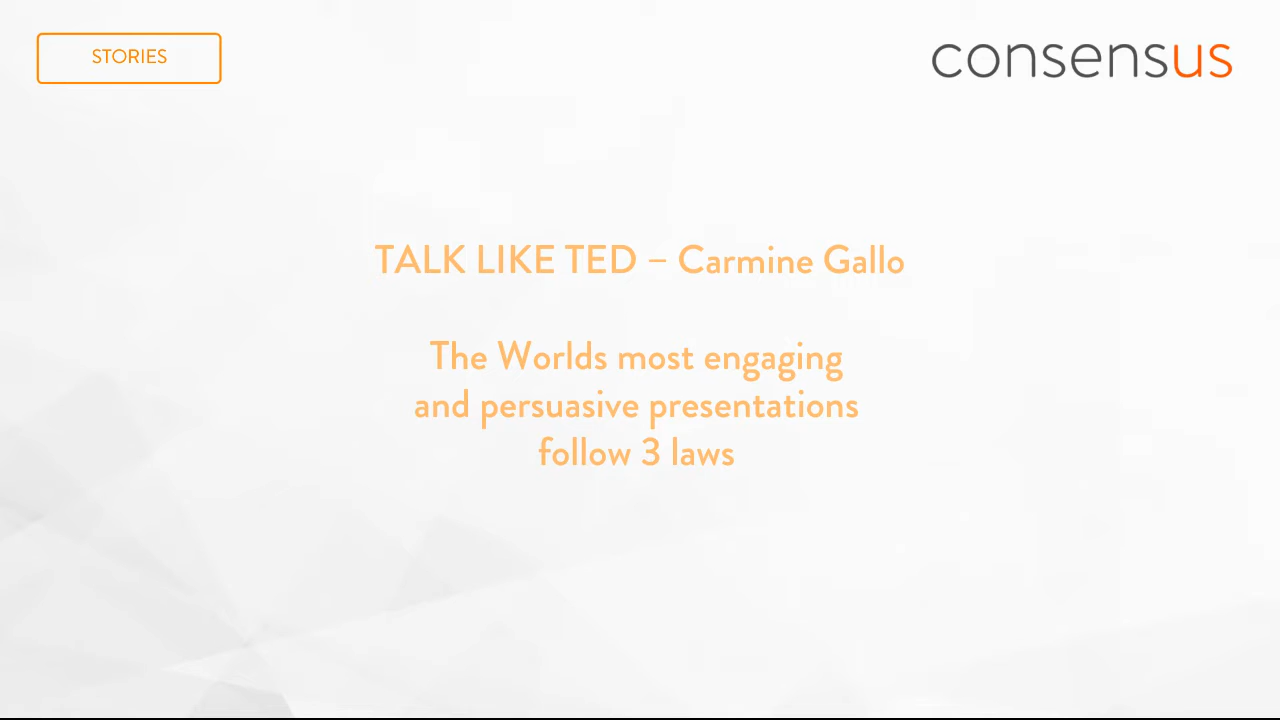 STORIES
consensus
TALK LIKE TED – Carmine Gallo
The Worlds most engaging
and persuasive presentations
follow 3 laws